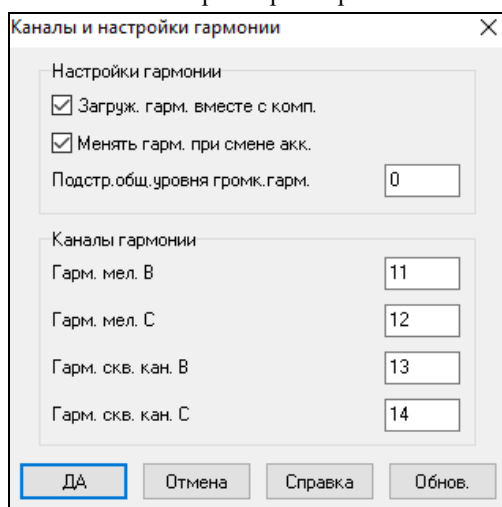 Каналы и настройки гармонии
Настройки гармонии
Загруж. гарм. вместе с комп.
Менять гарм. при смене акк.
Подстр.общ.уровня громк.гарм. 0
Каналы гармонии
Гарм. мел. B 11
Гарм. мел. C 12
Гарм. скв. кан. B 13
Гарм. скв. кан. C 14
ДА Отмена Справка Обнов.